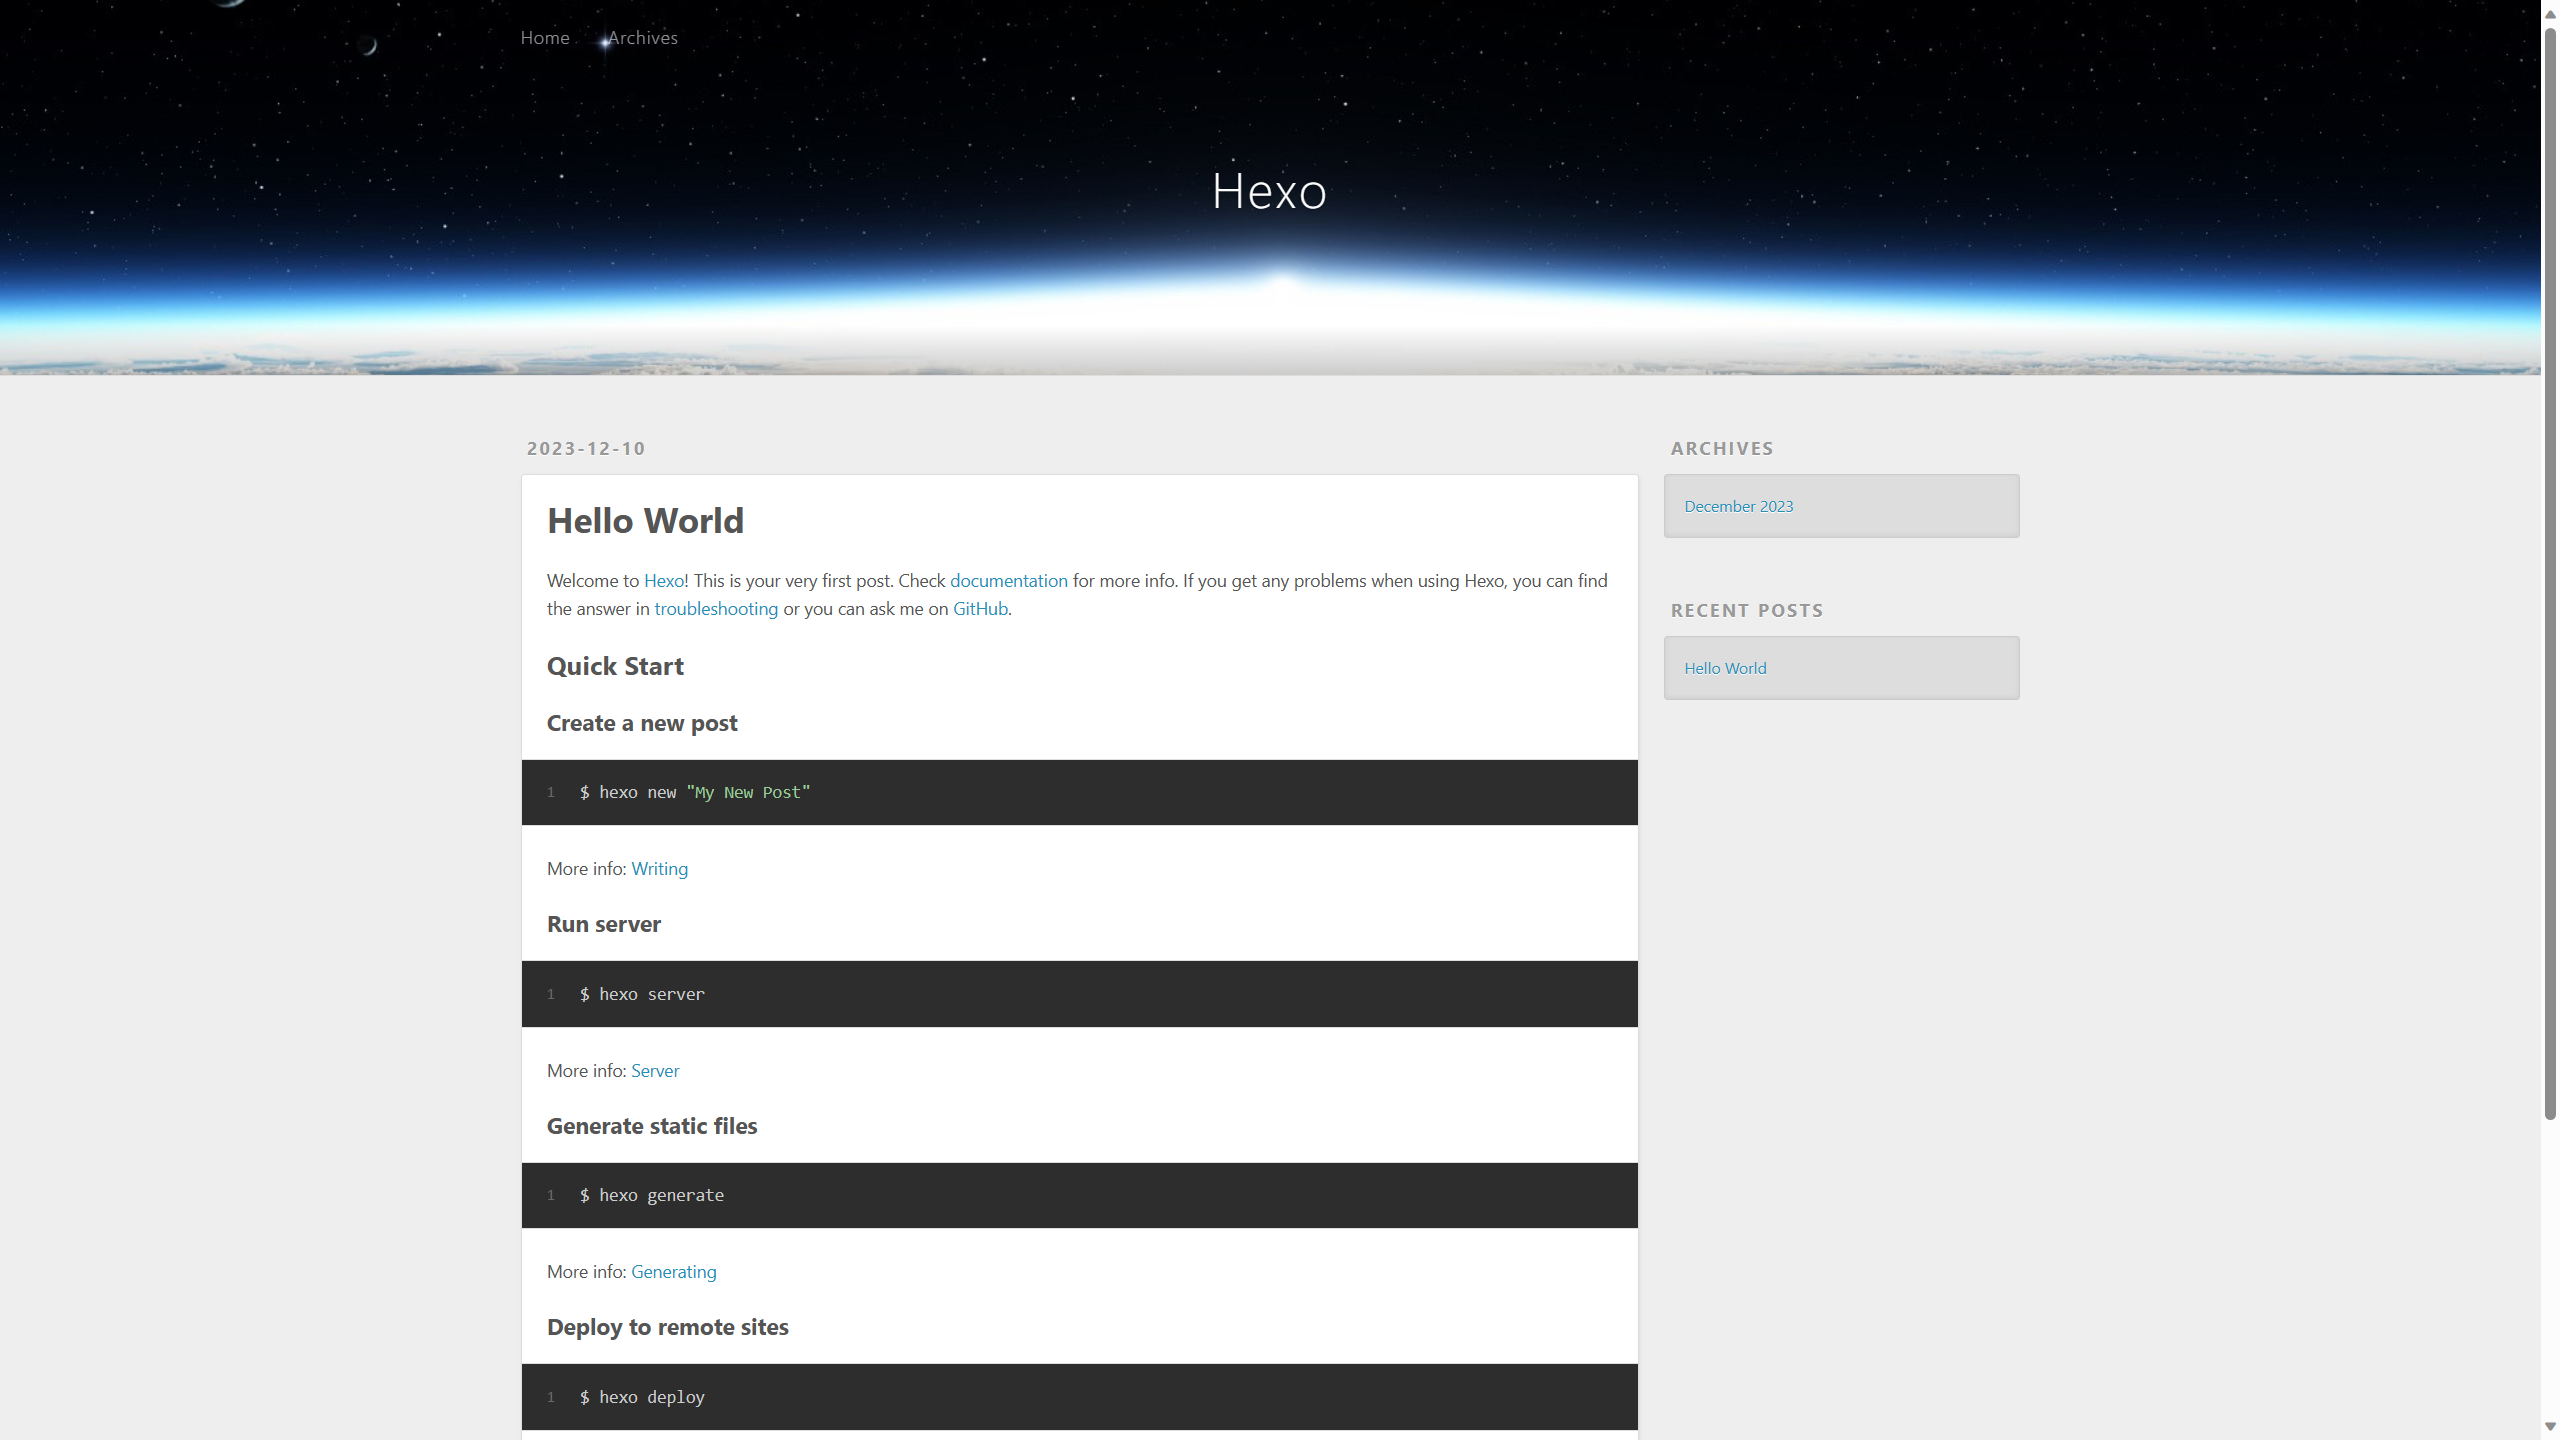 Home Archives
Hexo
2023-12-10
Hello World
Welcome to Hexo! This is your very first post. Check documentation for more info. If you get any problems when using Hexo, you can find
the answer in troubleshooting or you can ask me on GitHub.
Quick Start
Create a new post
1 $ hexo new "My New Post"
More info: Writing
Run server
1 $ hexo server
More info: Server
Generate static files
1 $ hexo generate
More info: Generating
Deploy to remote sites
1 $ hexo deploy
ARCHIVES
December 2023
RECENT POSTS
Hello World